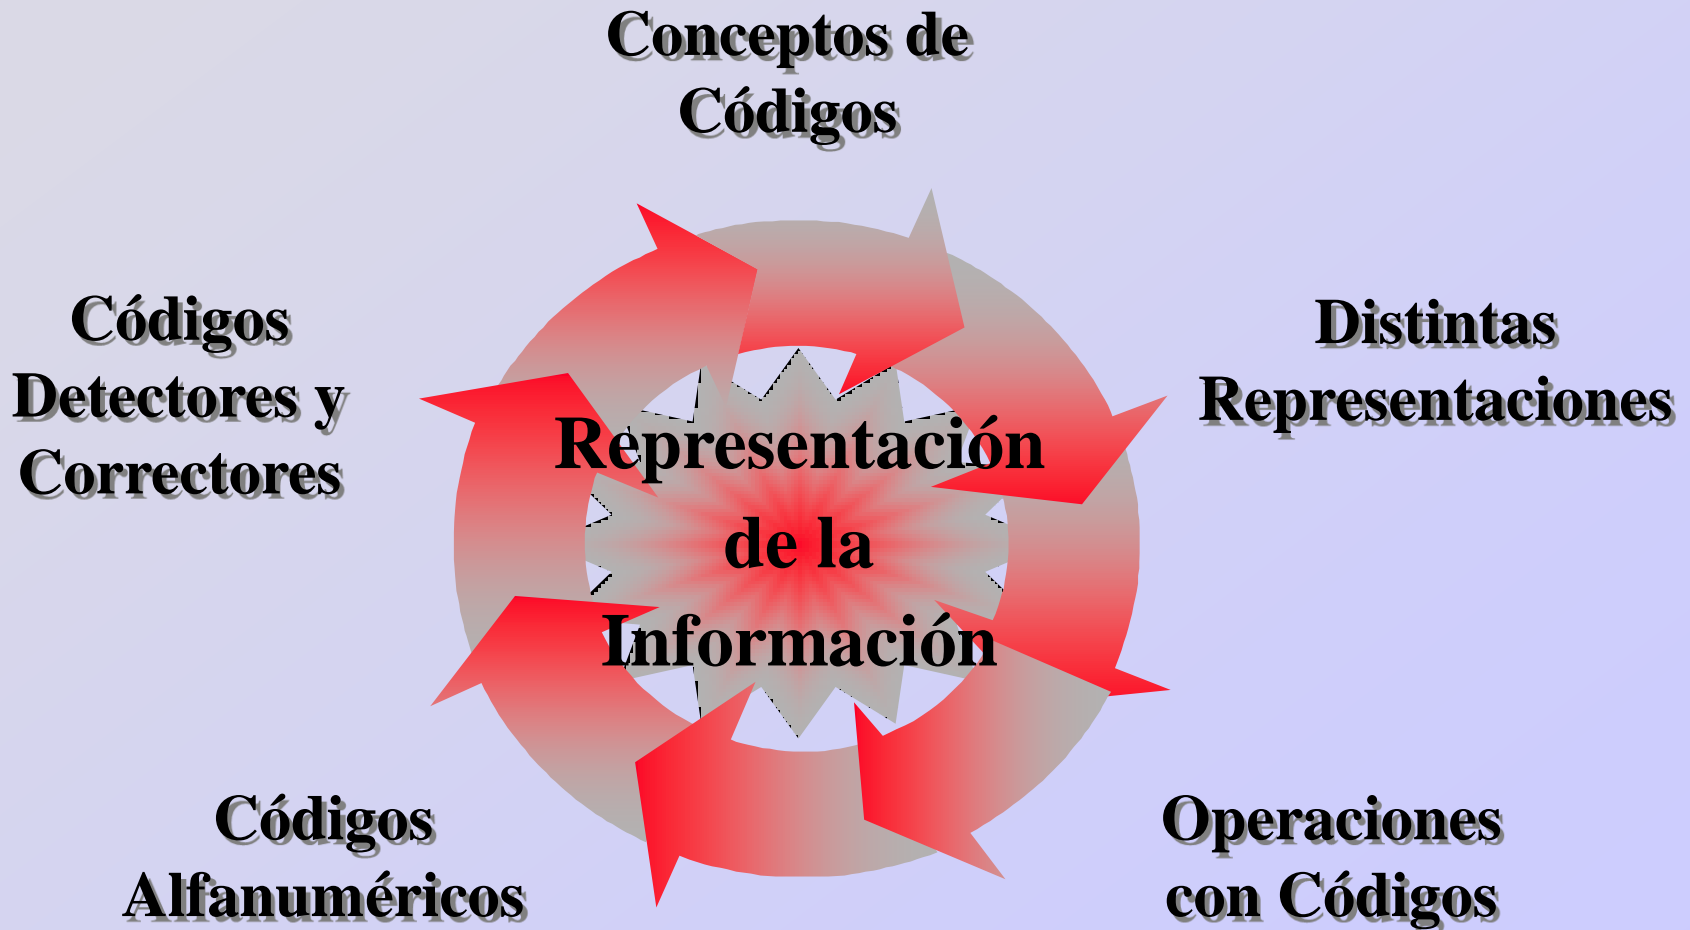 Conceptos de
Códigos
Distintas
Representaciones
Operaciones
con Códigos
Códigos
Alfanuméricos
Códigos
Detectores y
Correctores
Representación
de la
Información